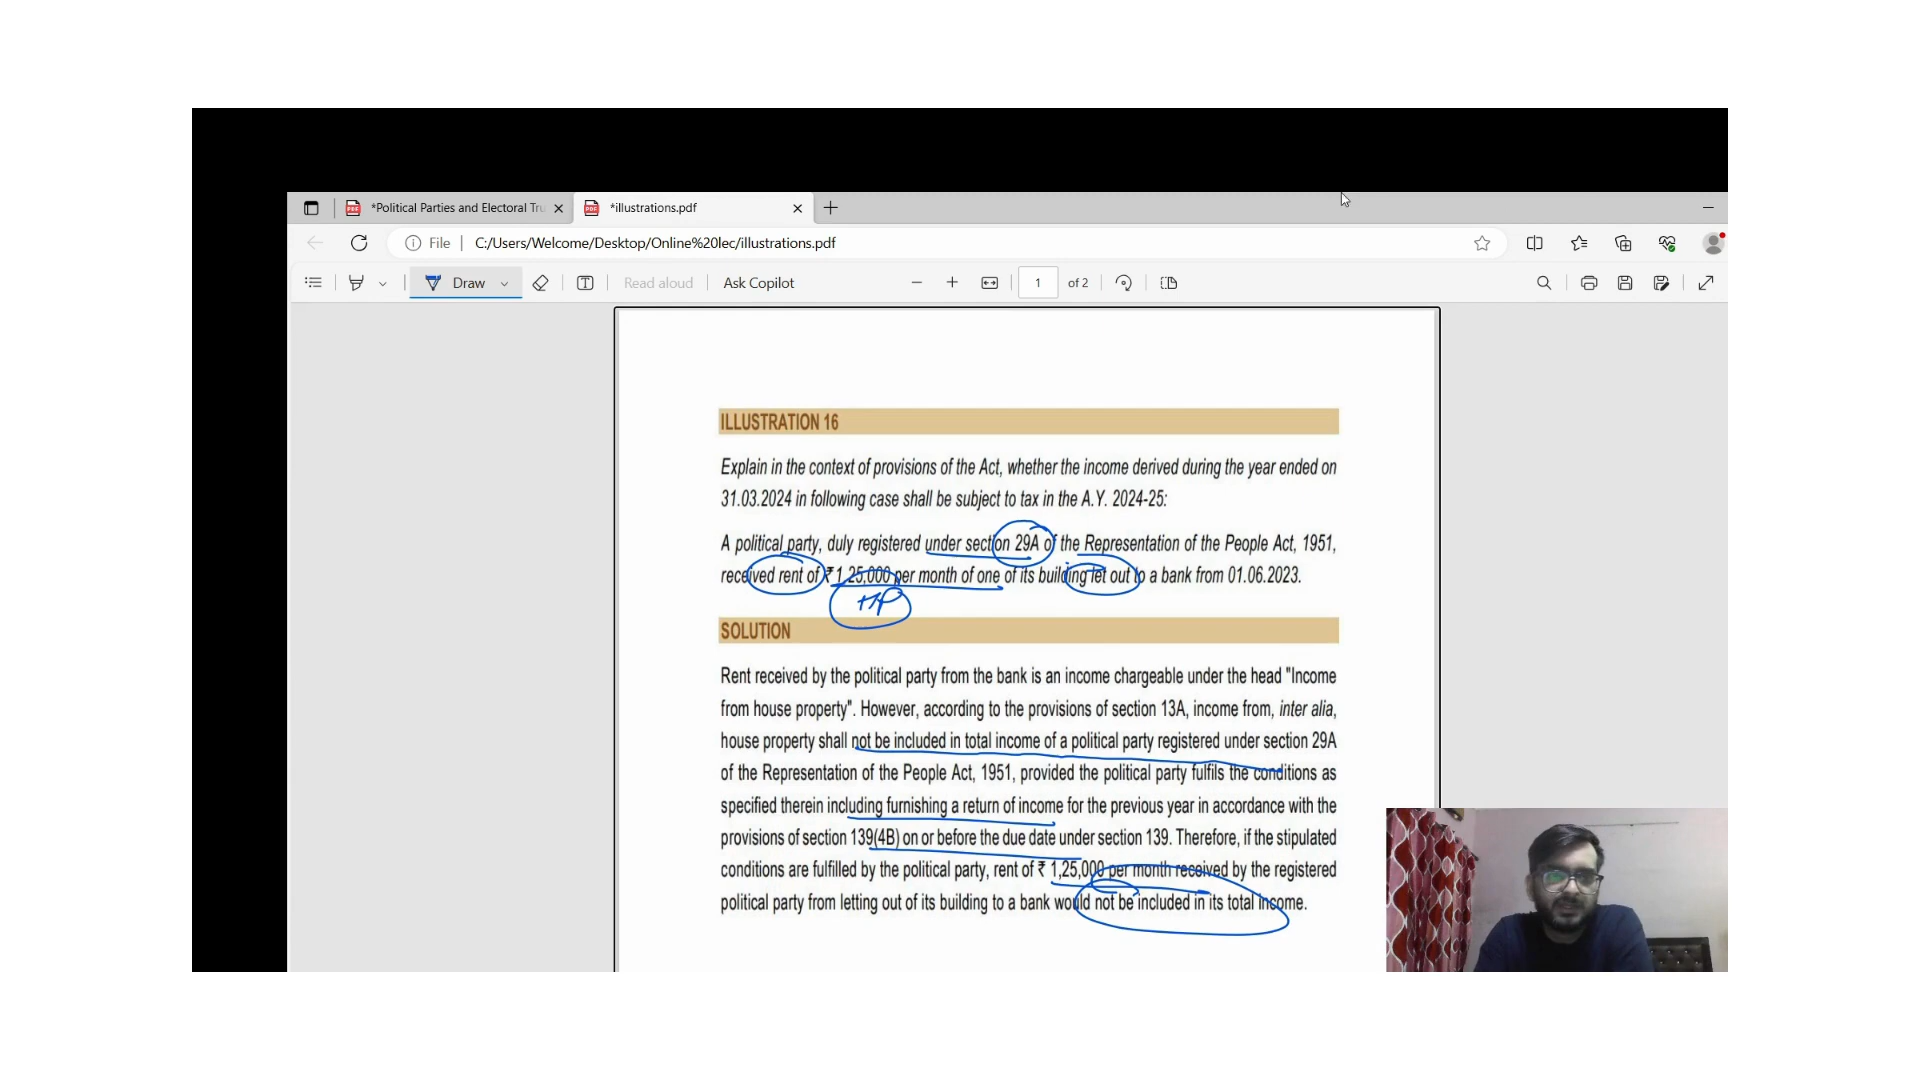 *Political Parties and Electoral Tru
*illustrations.pdf
File
C:/Users/Welcome/Desktop/Online%20lec/illustrations.pdf
Draw
Read aloud
Ask Copilot
1
of 2
ILLUSTRATION 16
Explain in the context of provisions of the Act, whether the income derived during the year ended on
31.03.2024 in following case shall be subject to tax in the A.Y. 2024-25:
A political party, duly registered under section 29A of the Representation of the People Act, 1951,
received rent of ₹ 1,25,000 per month of one of its building let out to a bank from 01.06.2023.
HP
SOLUTION
Rent received by the political party from the bank is an income chargeable under the head "Income
from house property". However, according to the provisions of section 13A, income from, inter alia,
house property shall not be included in total income of a political party registered under section 29A
of the Representation of the People Act, 1951, provided the political party fulfils the conditions as
specified therein including furnishing a return of income for the previous year in accordance with the
provisions of section 139(4B) on or before the due date under section 139. Therefore, if the stipulated
conditions are fulfilled by the political party, rent of ₹ 1,25,000 per month received by the registered
political party from letting out of its building to a bank would not be included in its total income.